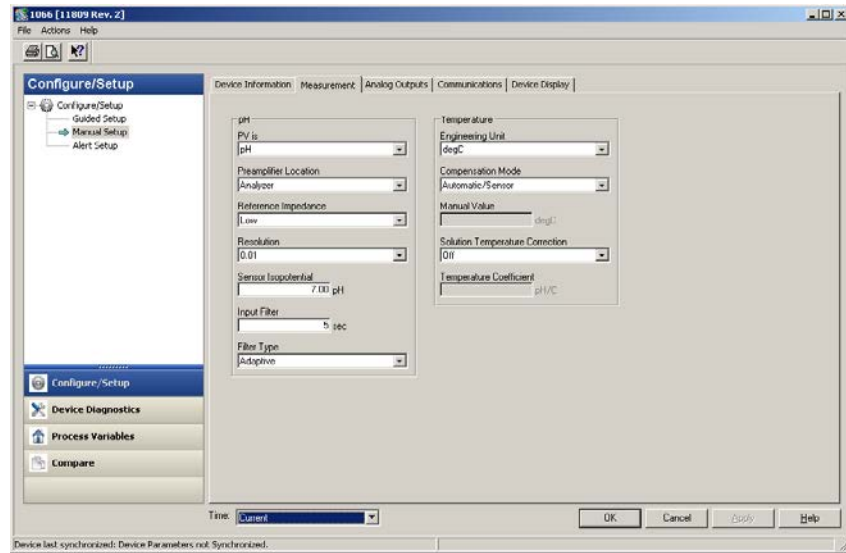 1066 [11809 Rev. 2]
File Actions Help
Configure/Setup
Configure/Setup
Guided Setup
Manual Setup
Alert Setup
Configure/Setup
Device Diagnostics
Process Variables
Compare
Device Information Measurement Analog Outputs Communications Device Display
pH
PV is
pH
Preamplifier Location
Analyzer
Reference Impedance
Low
Resolution
0.01
Sensor Isopotential
7.00 pH
Input Filter
5 sec
Filter Type
Adaptive
Temperature
Engineering Unit
degC
Compensation Mode
Automatic/Sensor
Manual Value
degC
Solution Temperature Correction
Off
Temperature Coefficient
pH/C
Time: Current
OK Cancel Apply Help
Device last synchronized: Device Parameters not Synchronized.